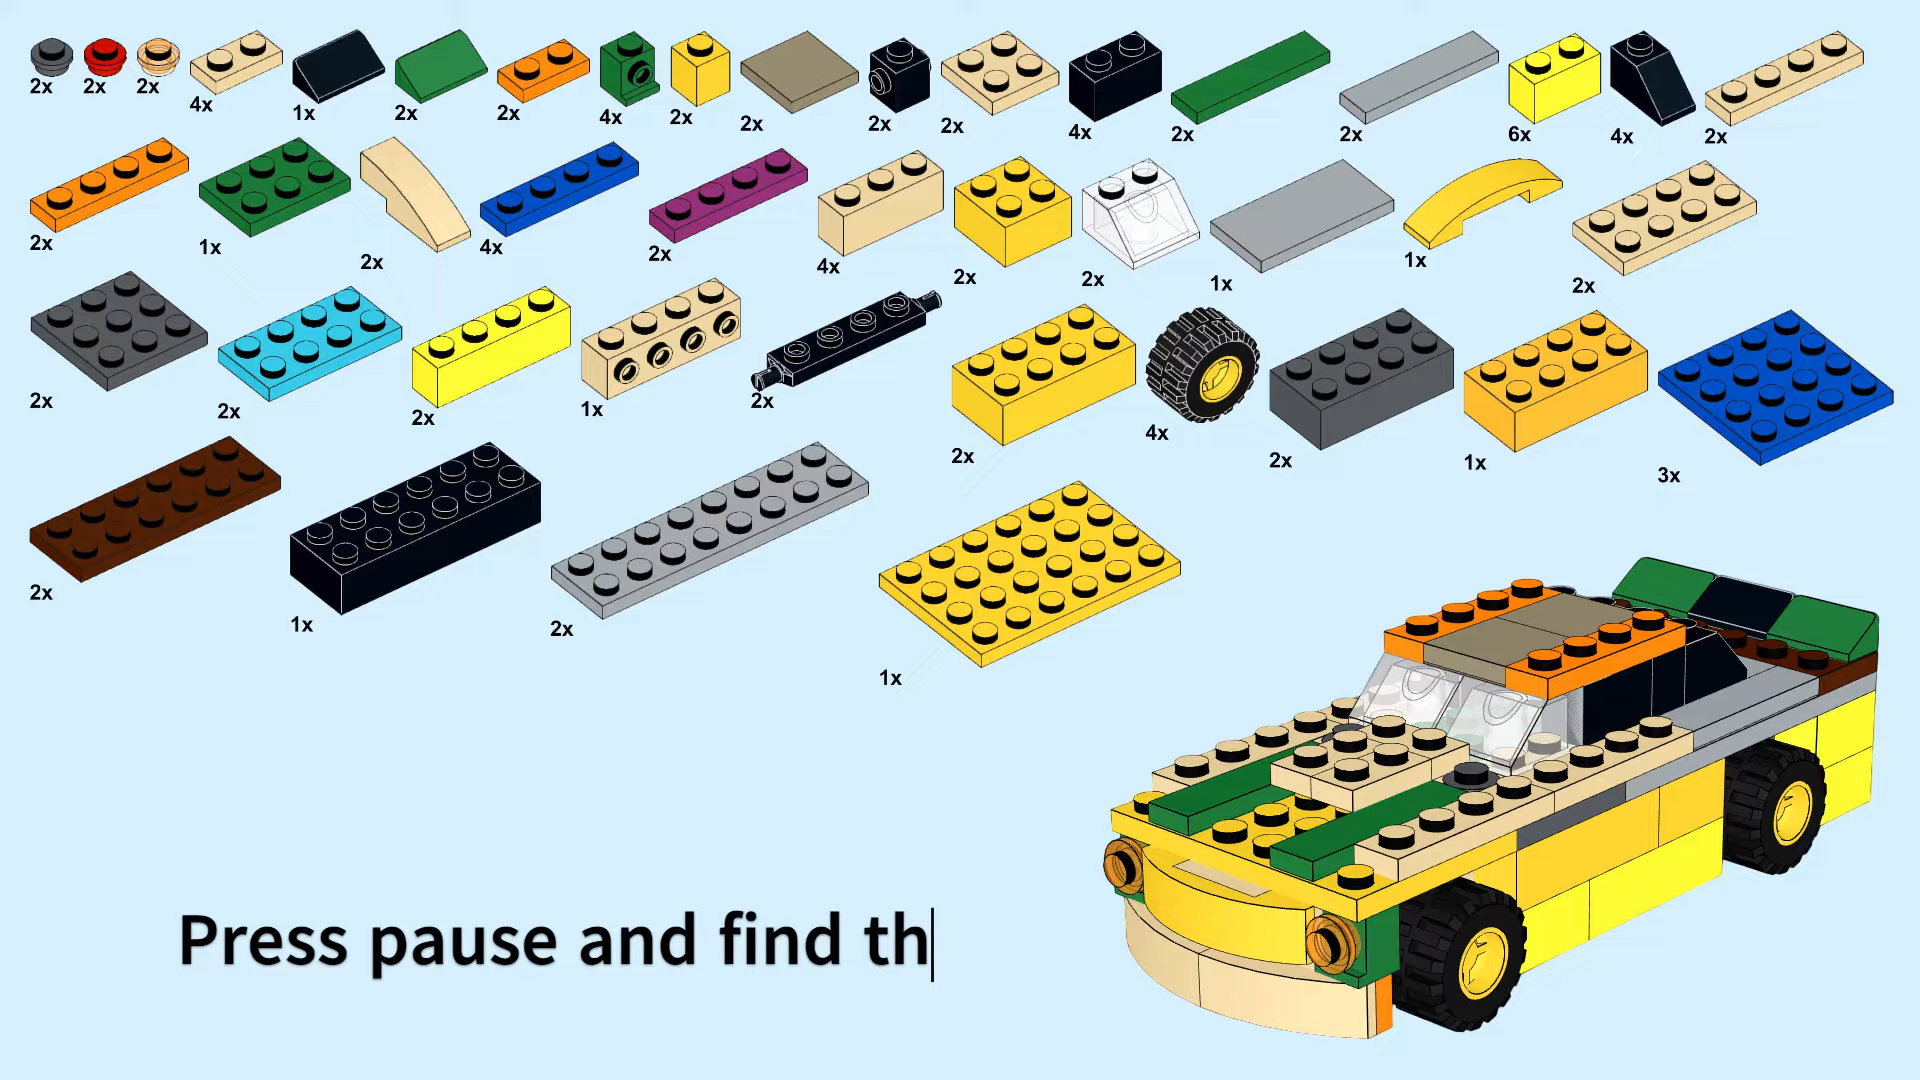 2x 2x 2x 4x 1x 2x 2x 4x 2x 2x 2x 2x 4x 2x 2x 6x 4x 2x
2x 1x 2x 4x 2x 4x 2x 2x 1x 1x 2x
2x 2x 2x 1x 2x 2x 4x 2x 1x 3x
2x 1x 2x 1x
Press pause and find th